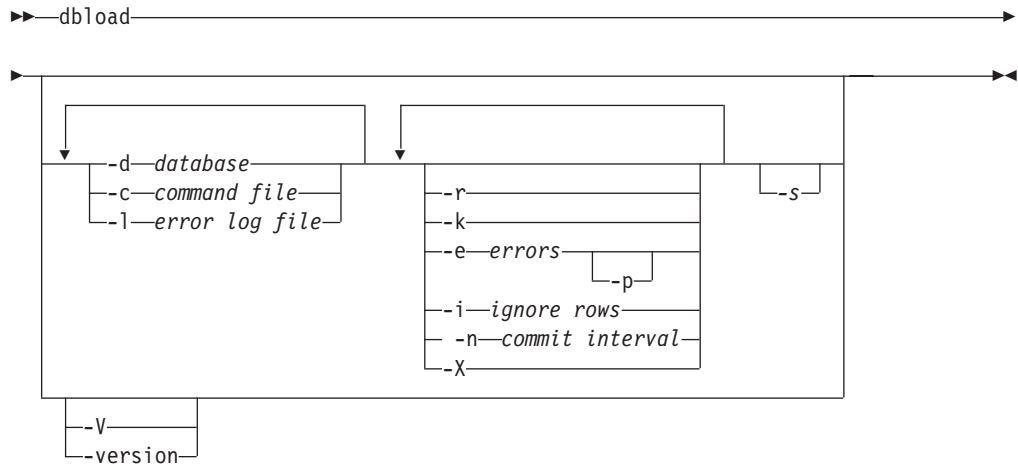 dbload
-d database
-c command file
-l error log file
-r
-k
-e errors
-p
-i ignore rows
-n commit interval
-X
-s
-V
-version